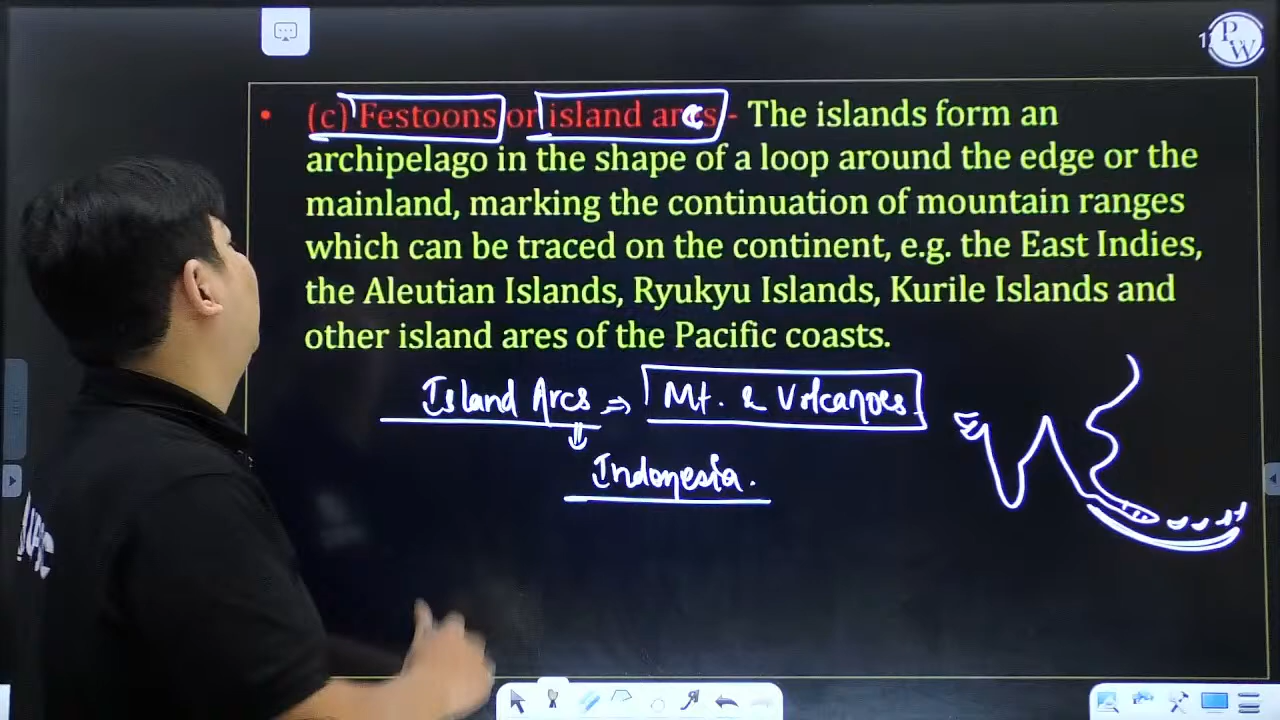 PW
• (c) Festoons or island arcs - The islands form an
archipelago in the shape of a loop around the edge or the
mainland, marking the continuation of mountain ranges
which can be traced on the continent, e.g. the East Indies,
the Aleutian Islands, Ryukyu Islands, Kurile Islands and
other island ares of the Pacific coasts.
Island Arcs ⇒ Mt. & Volcanoes.
⇓
Indonesia.